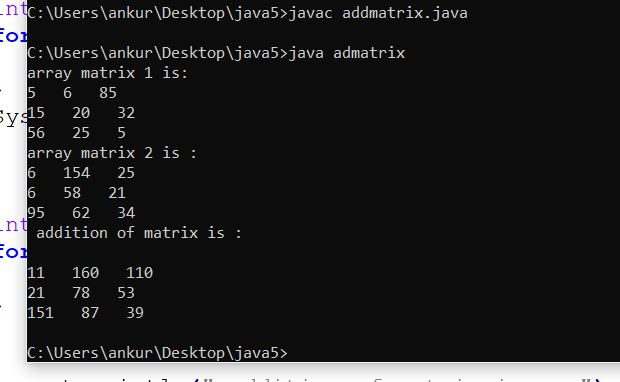 C:\Users\ankur\Desktop\java5>javac addmatrix.java
C:\Users\ankur\Desktop\java5>java admatrix
array matrix 1 is:
5   6   85
15   20   32
56   25   5
array matrix 2 is :
6   154   25
6   58   21
95   62   34
 addition of matrix is :
11   160   110
21   78   53
151   87   39
C:\Users\ankur\Desktop\java5>
int
for
Sys
int
for